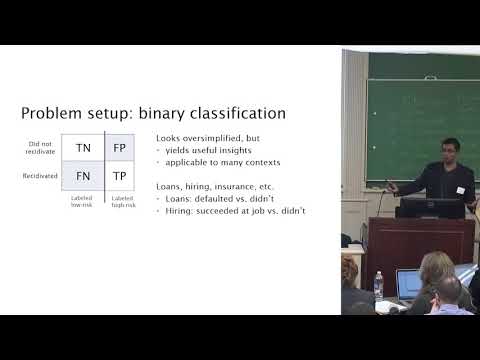 Problem setup: binary classification
Did not
recidivate
TN
FP
Recidivated
FN
TP
Labeled
low-risk
Labeled
high risk
Looks oversimplified, but
• yields useful insights
• applicable to many contexts
Loans, hiring, insurance, etc.
• Loans: defaulted vs. didn't
• Hiring: succeeded at job vs. didn't